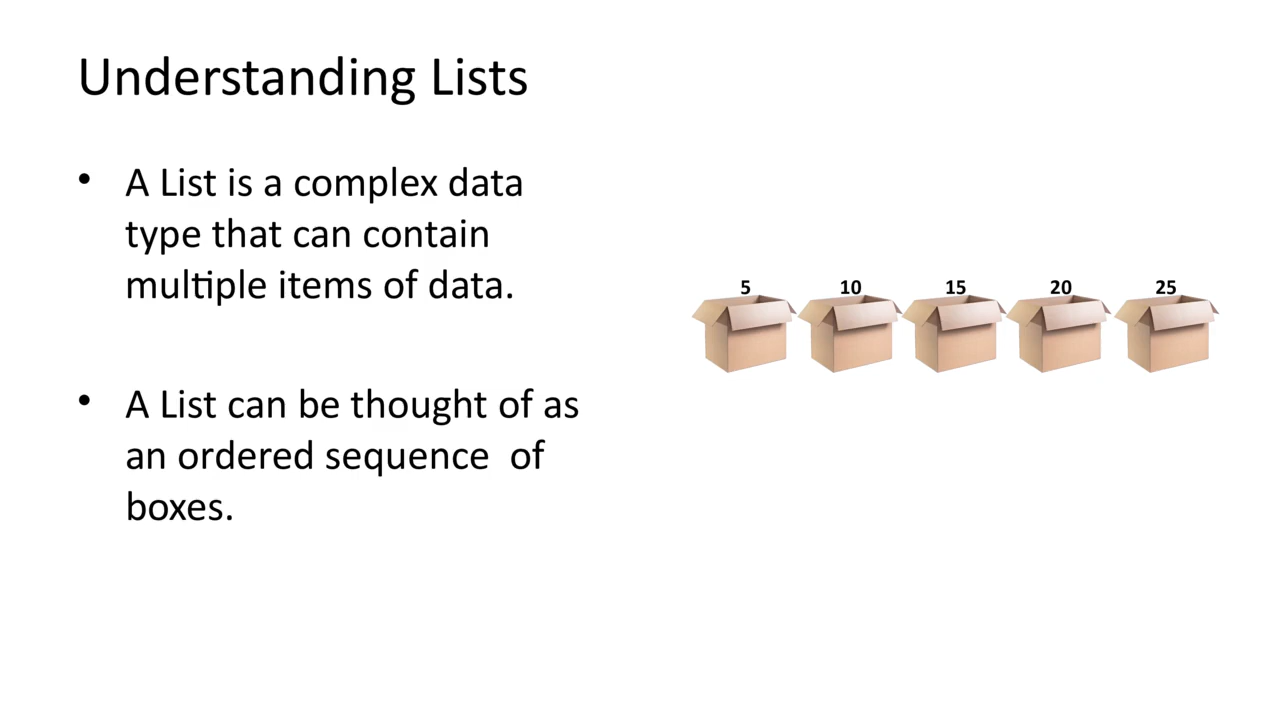 Understanding Lists
• A List is a complex data
type that can contain
multiple items of data.
• A List can be thought of as
an ordered sequence  of
boxes.
5 10 15 20 25